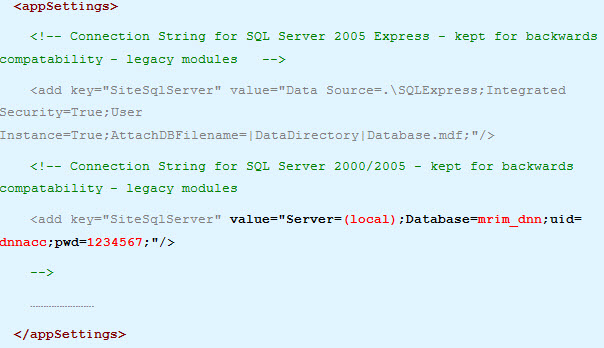 <appSettings>
<!-- Connection String for SQL Server 2005 Express - kept for backwards
compatability - legacy modules   -->
<add key="SiteSqlServer" value="Data Source=.\SQLExpress;Integrated
Security=True;User
Instance=True;AttachDBFilename=|DataDirectory|Database.mdf;"/>
<!-- Connection String for SQL Server 2000/2005 - kept for backwards
compatability - legacy modules
<add key="SiteSqlServer" value="Server=(local);Database=mrim_dnn;uid=
dnnacc;pwd=1234567;"/>
-->
........................
</appSettings>